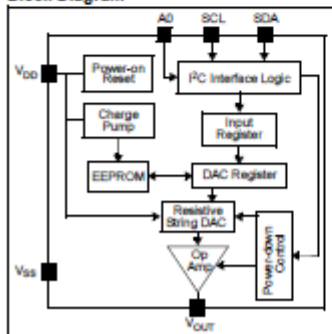 Block Diagram
A0 SCL SDA
VDD
Power-on
Reset
I²C Interface Logic
Charge
Pump
Input
Register
EEPROM
DAC Register
Resistive
String DAC
Op
Amp
Power-down
Control
VSS
VOUT